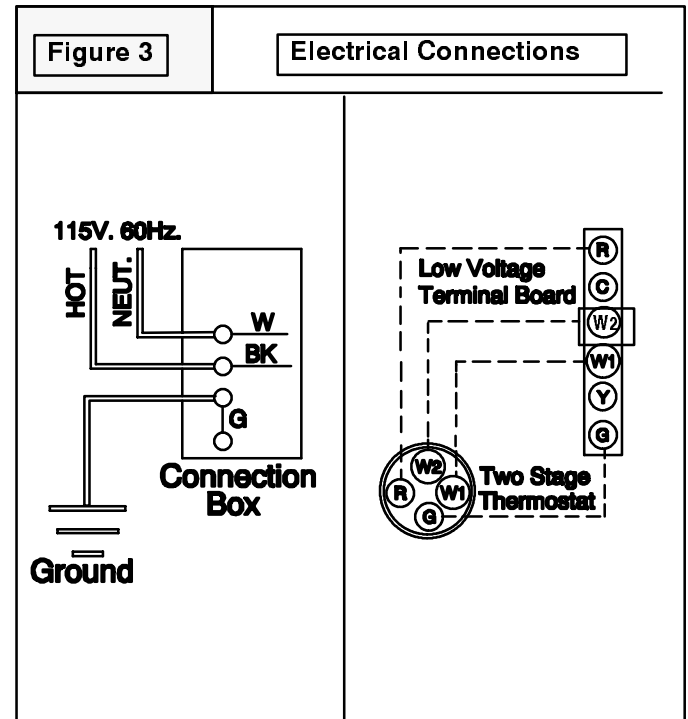 Figure 3
Electrical Connections
115V. 60Hz.
HOT
NEUT.
W
BK
G
Connection
Box
Ground
Low Voltage
Terminal Board
R
C
W2
W1
Y
G
W2
R
W1
G
Two Stage
Thermostat